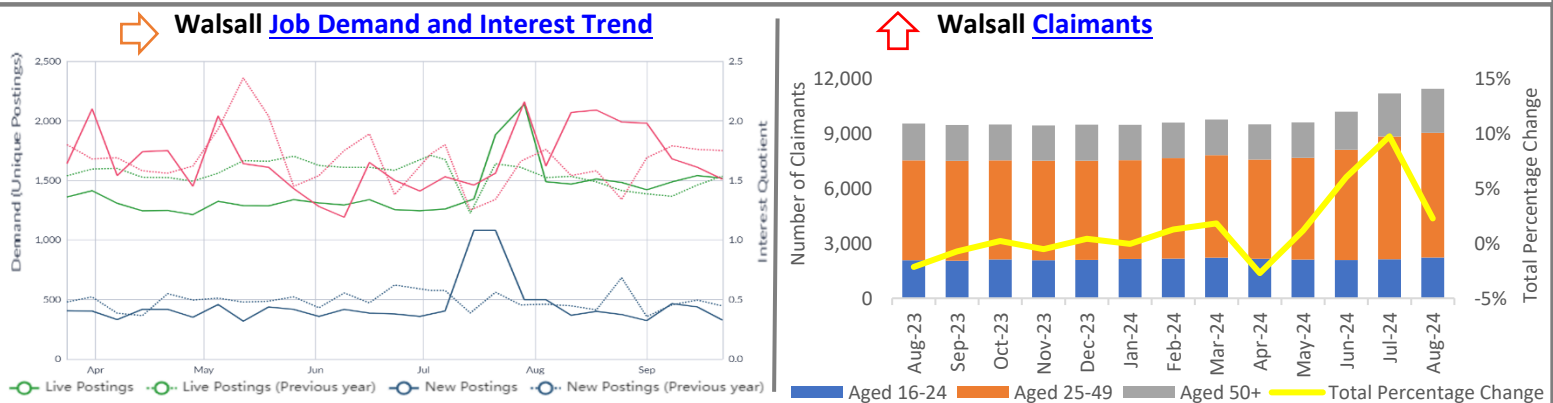 Walsall Job Demand and Interest Trend
Demand (Unique Postings)
2,500
2,000
1,500
1,000
500
0
2.5
2.0
1.5
1.0
0.5
0.0
Interest Quotient
Apr May Jun Jul Aug Sep
Live Postings Live Postings (Previous year) New Postings New Postings (Previous year)
Walsall Claimants
Number of Claimants
12,000
9,000
6,000
3,000
0
15%
10%
5%
0%
-5%
Total Percentage Change
Aug-23 Sep-23 Oct-23 Nov-23 Dec-23 Jan-24 Feb-24 Mar-24 Apr-24 May-24 Jun-24 Jul-24 Aug-24
Aged 16-24 Aged 25-49 Aged 50+ Total Percentage Change